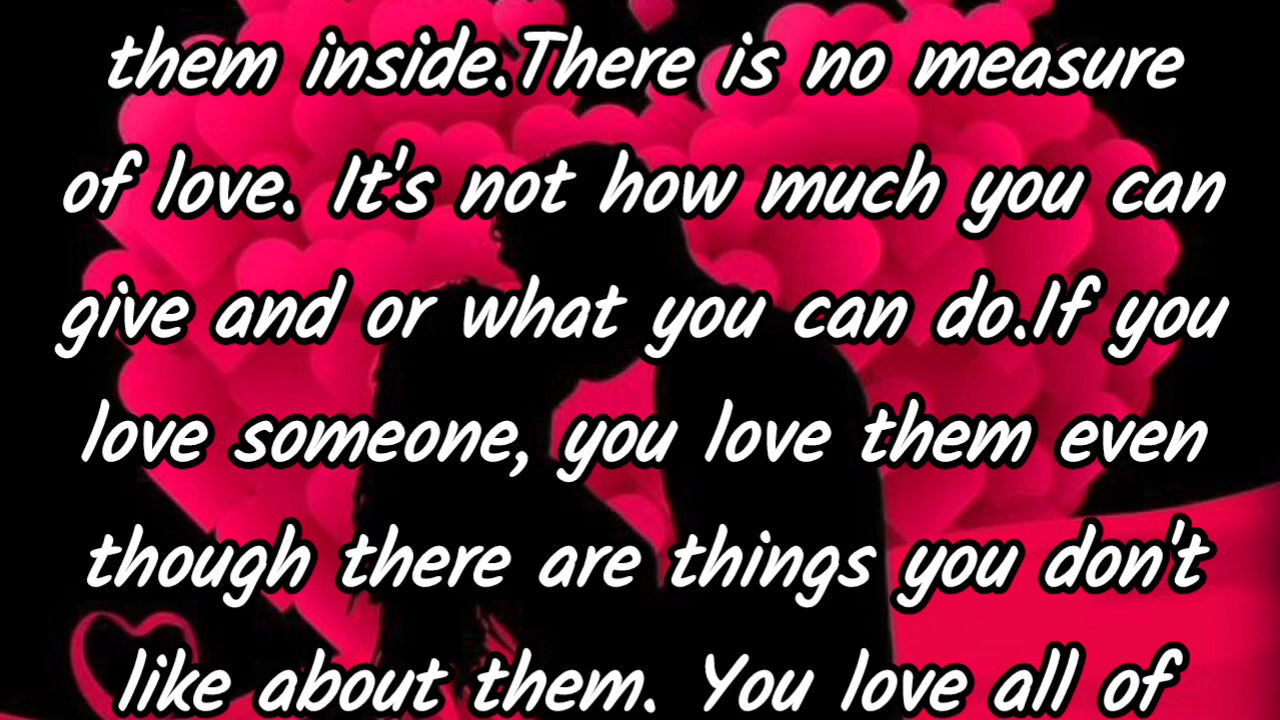 them inside.There is no measure
of love. It's not how much you can
give and or what you can do.If you
love someone, you love them even
though there are things you don't
like about them. You love all of